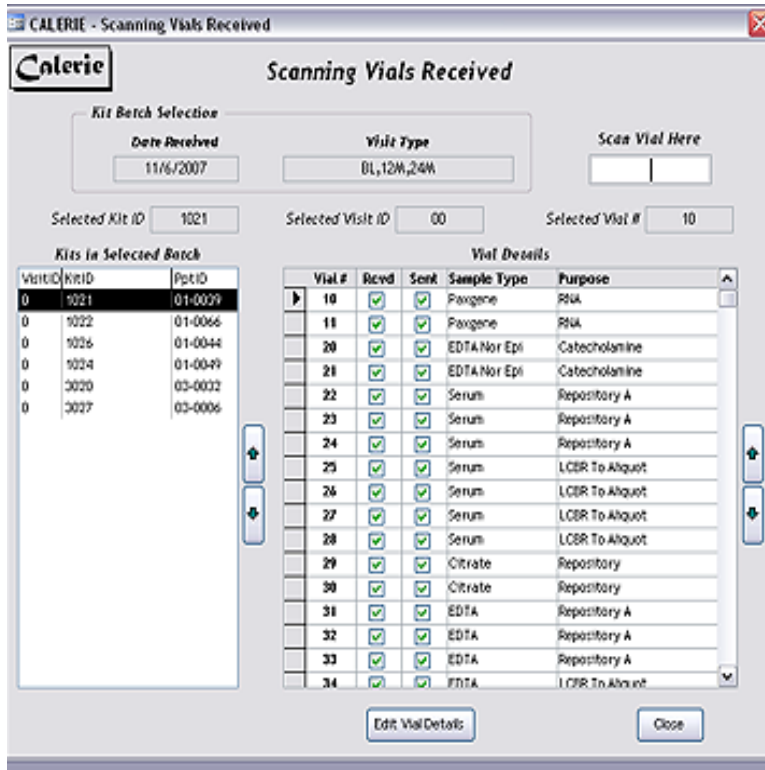 CALERIE - Scanning Vials Received
Calerie
Scanning Vials Received
Kit Batch Selection
Date Received Visit Type Scan Vial Here
11/6/2007 BL,12M,24M
Selected Kit ID 1021 Selected Visit ID 00 Selected Vial # 10
Kits in Selected Batch Vial Details
VisitID KitID PptID Vial # Rcvd Sent Sample Type Purpose
0 1021 01-0039 10 Paxgene RNA
0 1022 01-0066 11 Paxgene RNA
0 1026 01-0044 20 EDTA Nor Epi Catecholamine
0 1024 01-0049 21 EDTA Nor Epi Catecholamine
0 3020 03-0032 22 Serum Repository A
0 3027 03-0006 23 Serum Repository A
24 Serum Repository A
25 Serum LCBR To Aliquot
26 Serum LCBR To Aliquot
27 Serum LCBR To Aliquot
28 Serum LCBR To Aliquot
29 Citrate Repository
30 Citrate Repository
31 EDTA Repository A
32 EDTA Repository A
33 EDTA Repository A
34 EDTA LCBR To Aliquot
Edit Vial Details Close